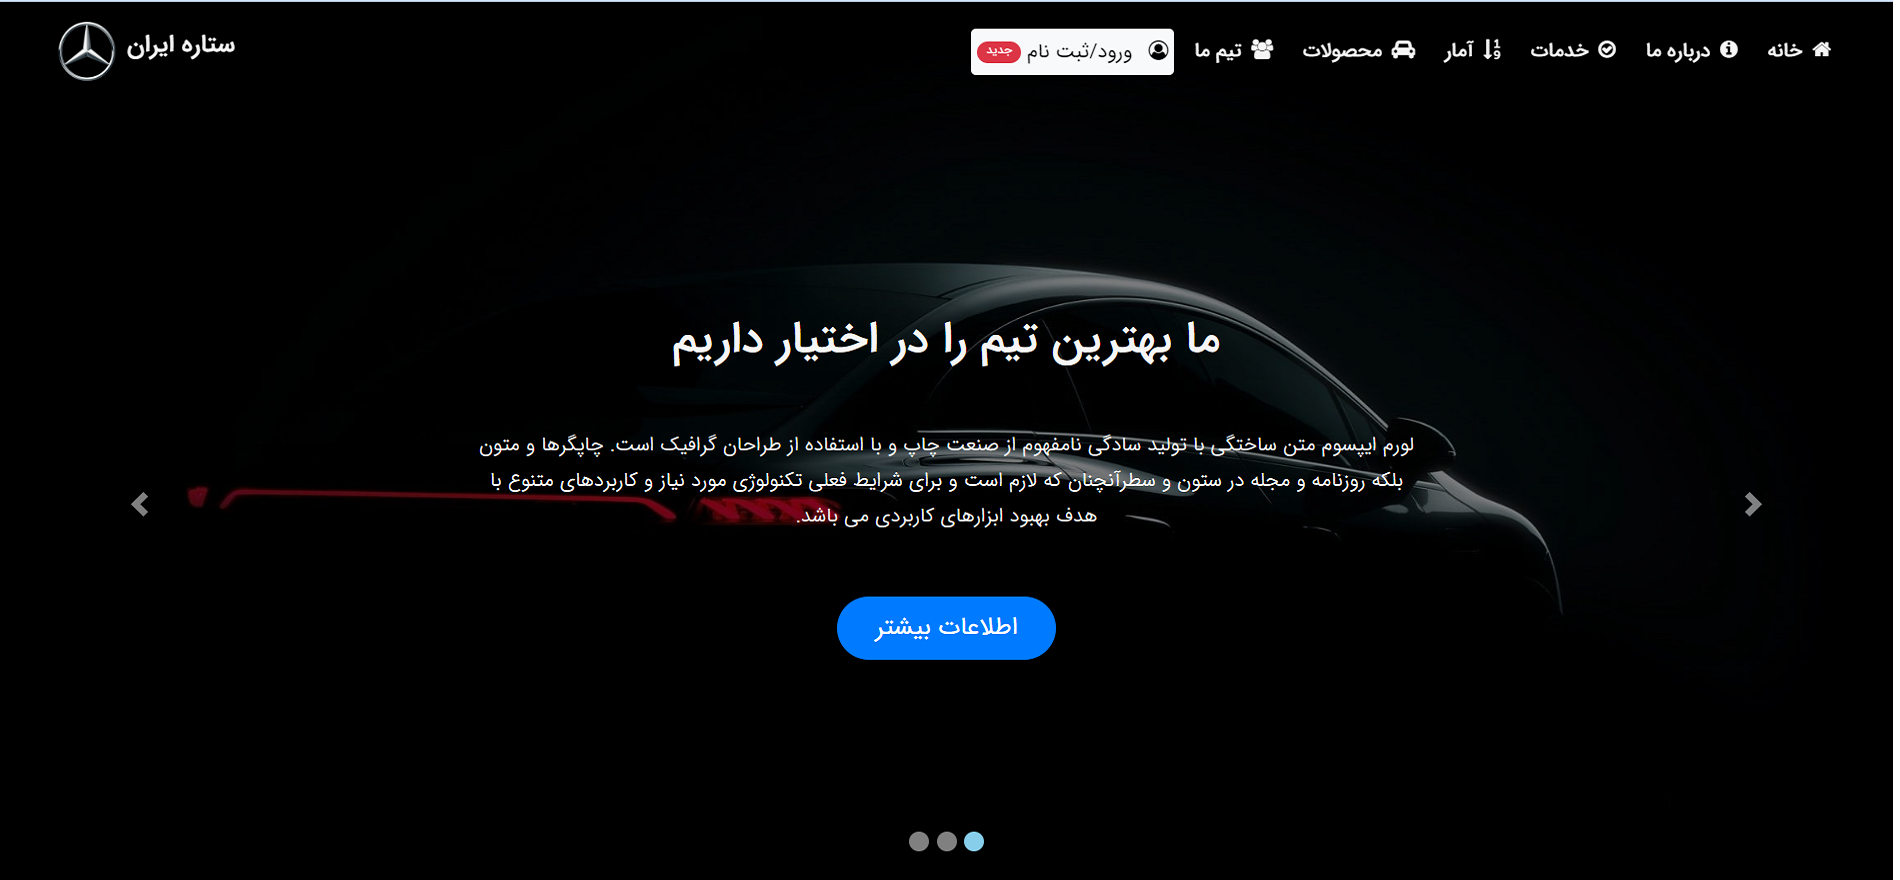 خانه
درباره ما
خدمات
آمار
محصولات
تیم ما
ورود/ثبت نام جدید
ستاره ایران
ما بهترین تیم را در اختیار داریم
لورم ایپسوم متن ساختگی با تولید سادگی نامفهوم از صنعت چاپ و با استفاده از طراحان گرافیک است. چاپگرها و متون
بلکه روزنامه و مجله در ستون و سطرآنچنان که لازم است و برای شرایط فعلی تکنولوژی مورد نیاز و کاربردهای متنوع با
هدف بهبود ابزارهای کاربردی می باشد.
اطلاعات بیشتر